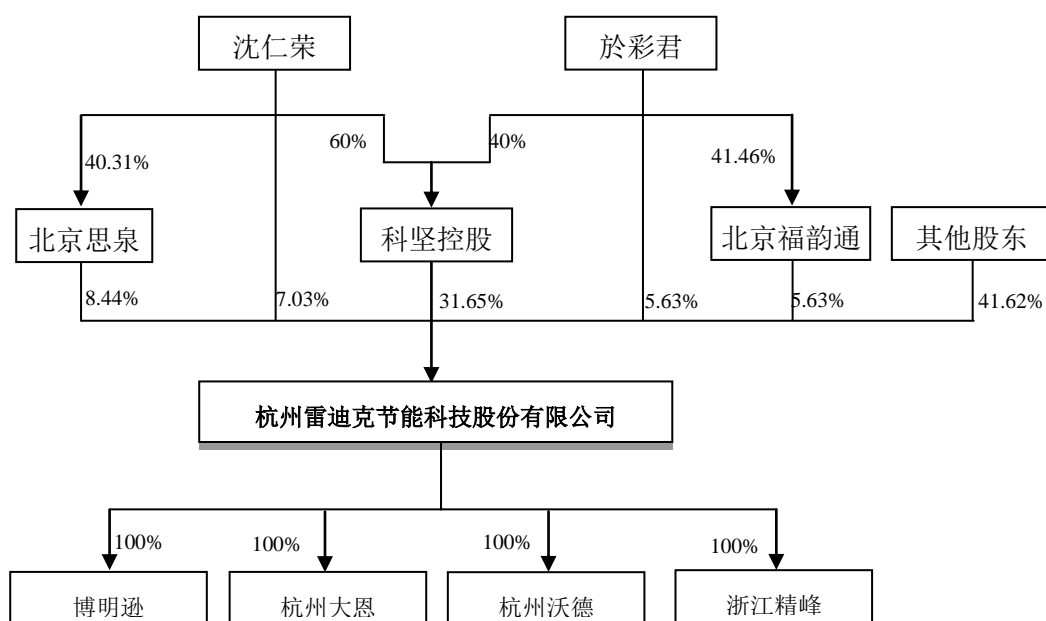 沈仁荣
於彩君
60%
40%
40.31%
41.46%
北京思泉
科坚控股
北京福韵通
其他股东
8.44%
7.03%
31.65%
5.63%
5.63%
41.62%
杭州雷迪克节能科技股份有限公司
100%
100%
100%
100%
博明逊
杭州大恩
杭州沃德
浙江精峰